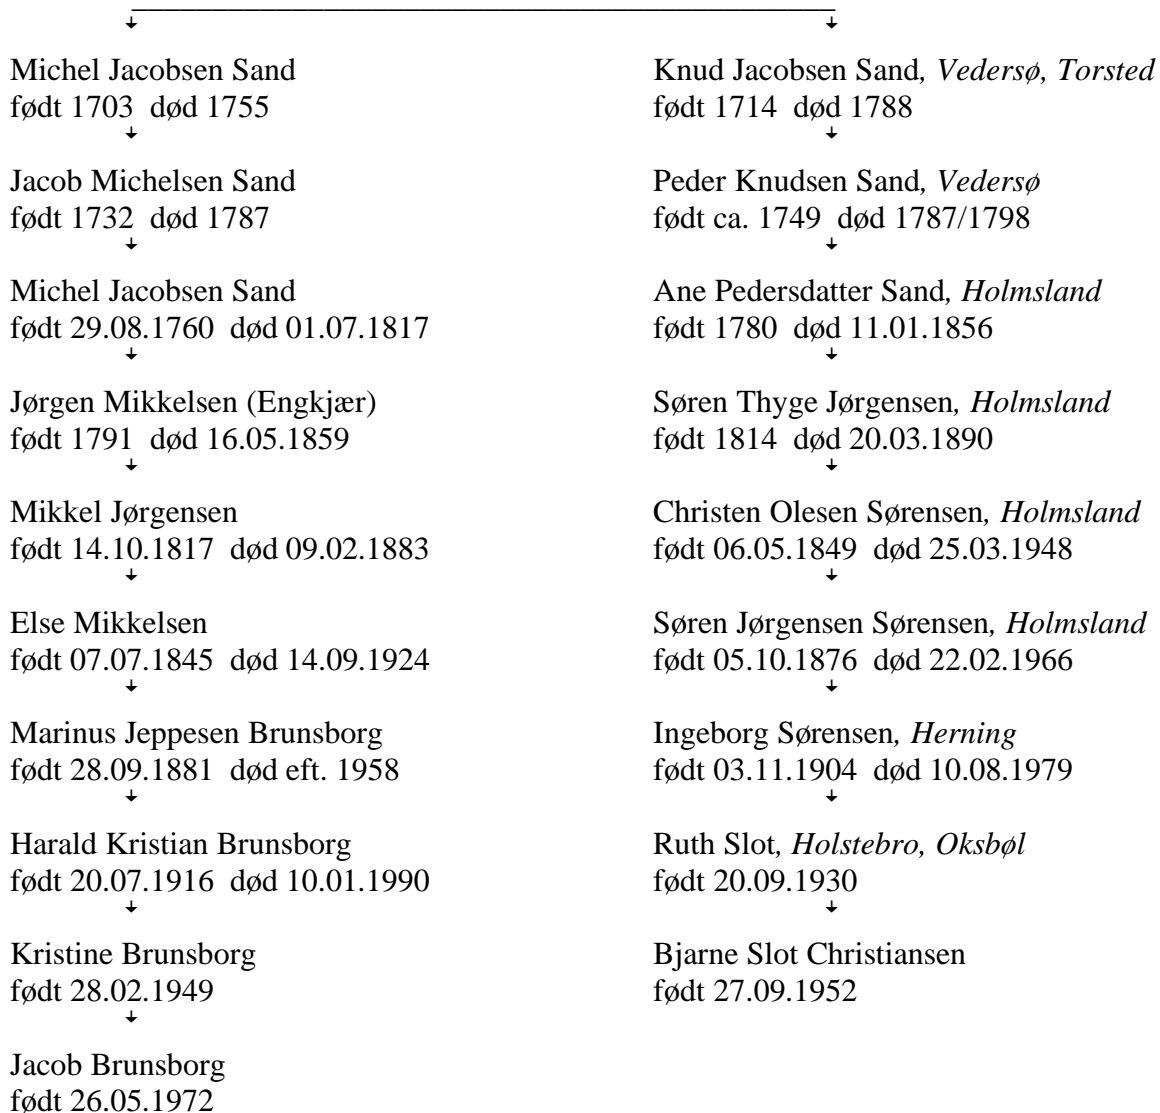 Michel Jacobsen Sand
født 1703 død 1755
Jacob Michelsen Sand
født 1732 død 1787
Michel Jacobsen Sand
født 29.08.1760 død 01.07.1817
Jørgen Mikkelsen (Engkjær)
født 1791 død 16.05.1859
Mikkel Jørgensen
født 14.10.1817 død 09.02.1883
Else Mikkelsen
født 07.07.1845 død 14.09.1924
Marinus Jeppesen Brunsborg
født 28.09.1881 død eft. 1958
Harald Kristian Brunsborg
født 20.07.1916 død 10.01.1990
Kristine Brunsborg
født 28.02.1949
Jacob Brunsborg
født 26.05.1972
Knud Jacobsen Sand, Vedersø, Torsted
født 1714 død 1788
Peder Knudsen Sand, Vedersø
født ca. 1749 død 1787/1798
Ane Pedersdatter Sand, Holmsland
født 1780 død 11.01.1856
Søren Thyge Jørgensen, Holmsland
født 1814 død 20.03.1890
Christen Olesen Sørensen, Holmsland
født 06.05.1849 død 25.03.1948
Søren Jørgensen Sørensen, Holmsland
født 05.10.1876 død 22.02.1966
Ingeborg Sørensen, Herning
født 03.11.1904 død 10.08.1979
Ruth Slot, Holstebro, Oksbøl
født 20.09.1930
Bjarne Slot Christiansen
født 27.09.1952